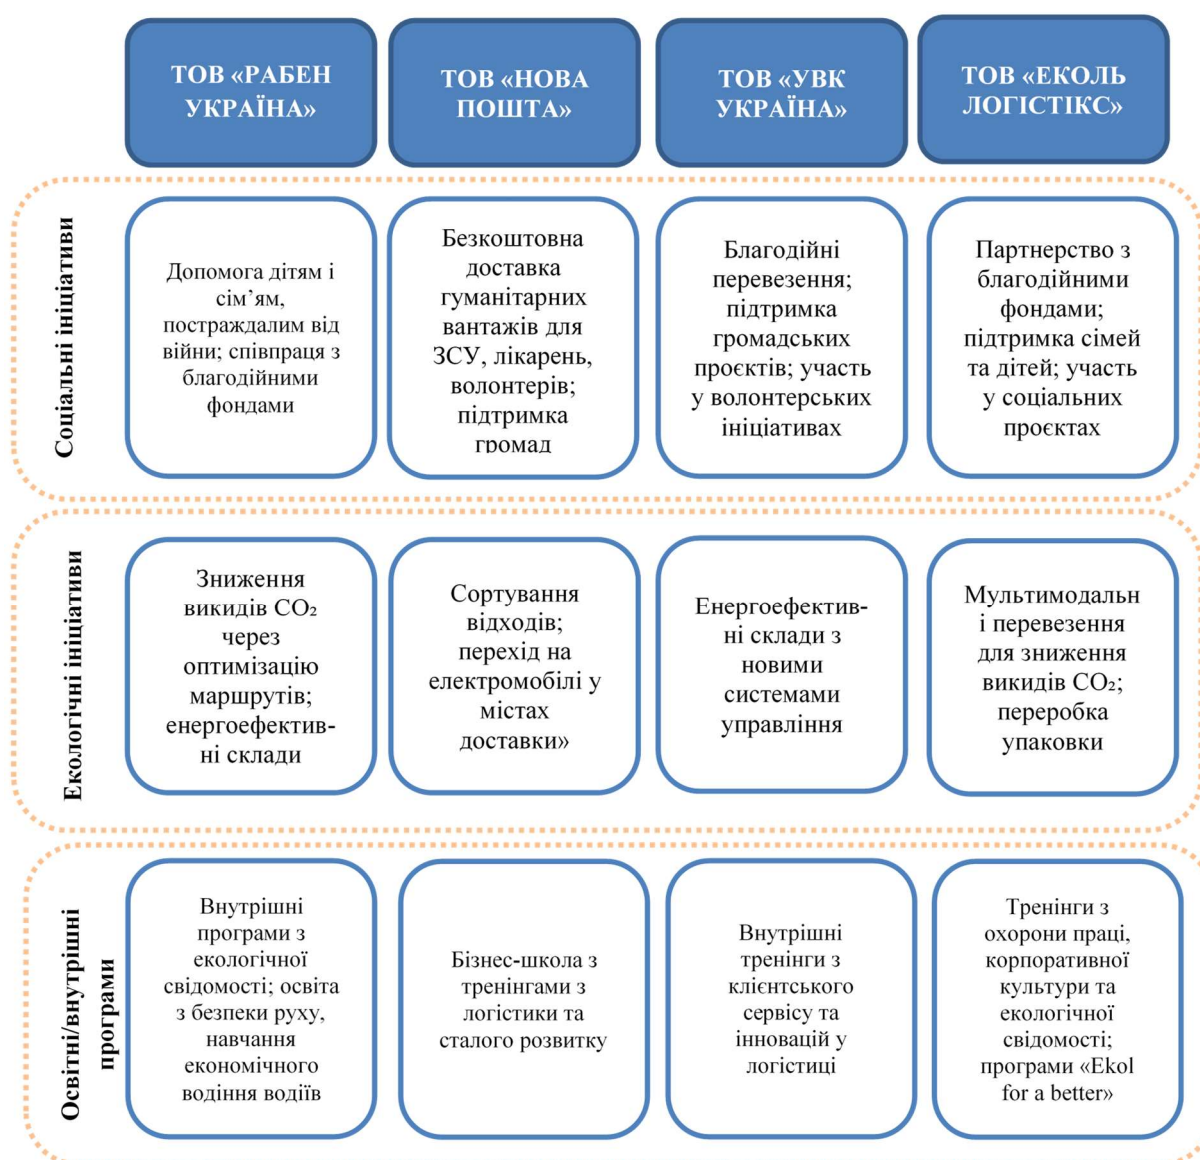 ТОВ «РАБЕН
УКРАЇНА»
ТОВ «НОВА
ПОШТА»
ТОВ «УВК
УКРАЇНА»
ТОВ «ЕКОЛЬ
ЛОГІСТІКС»
Соціальні ініціативи
Допомога дітям і
сім’ям,
постраждалим від
війни; співпраця з
благодійними
фондами
Безкоштовна
доставка
гуманітарних
вантажів для
ЗСУ, лікарень,
волонтерів;
підтримка
громад
Благодійні
перевезення;
підтримка
громадських
проєктів; участь
у волонтерських
ініціативах
Партнерство з
благодійними
фондами;
підтримка сімей
та дітей; участь
у соціальних
проєктах
Екологічні ініціативи
Зниження
викидів CO₂
через
оптимізацію
маршрутів;
енергоефектив-
ні склади
Сортування
відходів;
перехід на
електромобілі у
містах
доставки»
Енергоефектив-
ні склади з
новими
системами
управління
Мультимодальн
і перевезення
для зниження
викидів CO₂;
переробка
упаковки
Освітні/внутрішні
програми
Внутрішні
програми з
екологічної
свідомості; освіта
з безпеки руху,
навчання
економічного
водіння водіїв
Бізнес-школа з
тренінгами з
логістики та
сталого розвитку
Внутрішні
тренінги з
клієнтського
сервісу та
інновацій у
логістиці
Тренінги з
охорони праці,
корпоративної
культури та
екологічної
свідомості;
програми «Ekol
for a better»